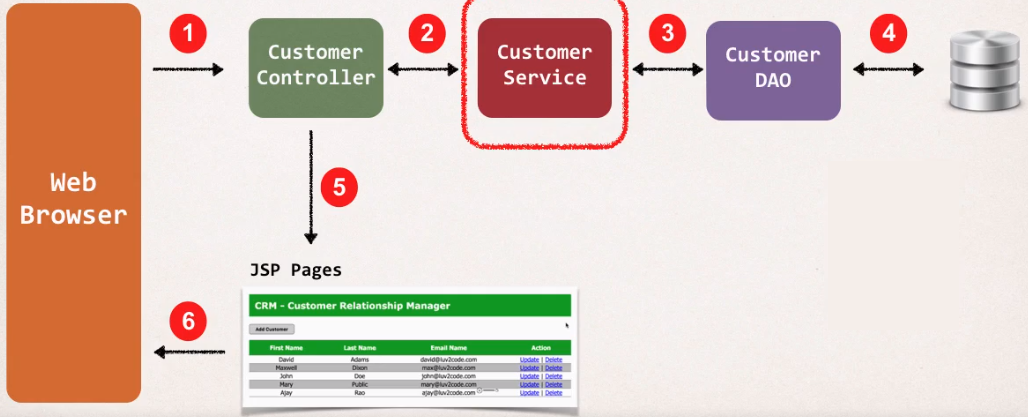 1
2
3
4
Customer
Controller
Customer
Service
Customer
DAO
Web
Browser
5
JSP Pages
6
CRM - Customer Relationship Manager
Add Customer
First Name Last Name Email Name Action
David Adams david@luv2code.com Update | Delete
Maxwell Dixon max@luv2code.com Update | Delete
John Doe john@luv2code.com Update | Delete
Mary Public mary@luv2code.com Update | Delete
Ajay Rao ajay@luv2code.com Update | Delete